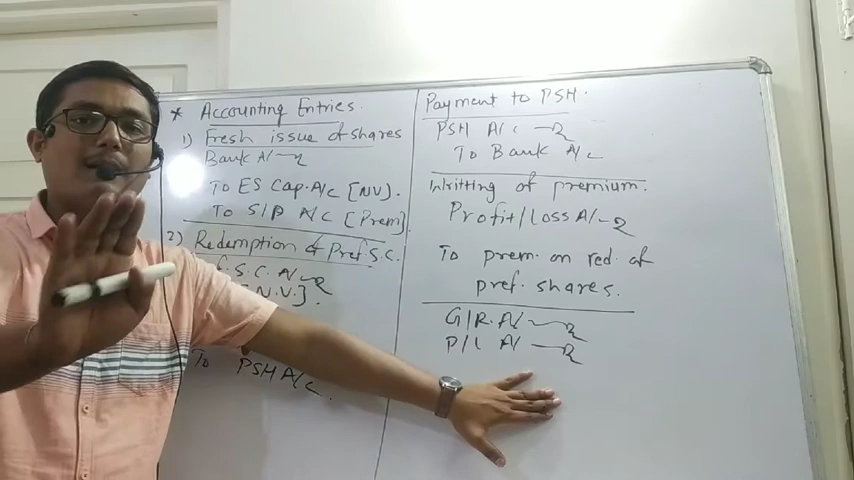 * Accounting Entries.
1) Fresh issue of shares
Bank A/c Dr
To ES Cap. A/c [NV].
To S/P A/c [Prem]
2) Redemption of Pref. S.C.
S.C. A/c Dr
[N.V.].
To PSH A/c.
Payment to PSH.
PSH A/c Dr
To Bank A/c
Writting of premium.
Profit/Loss A/c Dr
To prem. on red. of
pref. shares.
G/R. A/c Dr
P/L A/c Dr